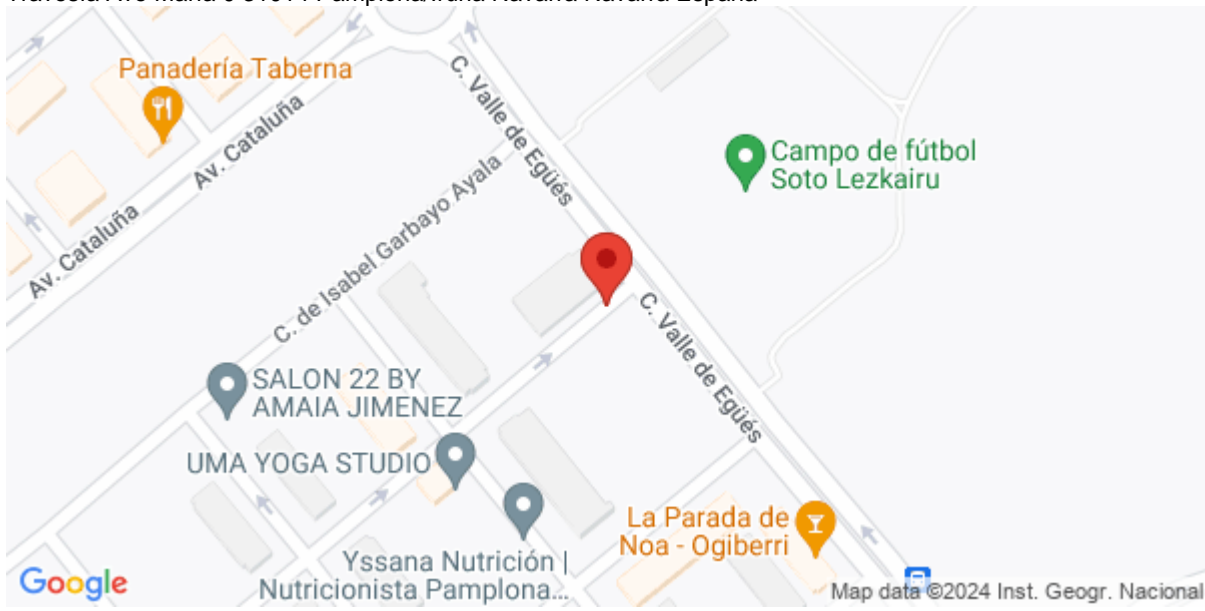 Panadería Taberna
Av. Cataluña
Av. Cataluña
C. Valle de Egüés
C. de Isabel Garbayo Ayala
Campo de fútbol
Soto Lezkairu
C. Valle de Egüés
SALON 22 BY
AMAIA JIMENEZ
UMA YOGA STUDIO
La Parada de
Noa - Ogiberri
Yssana Nutrición |
Nutricionista Pamplona...
Google
Map data ©2024 Inst. Geogr. Nacional